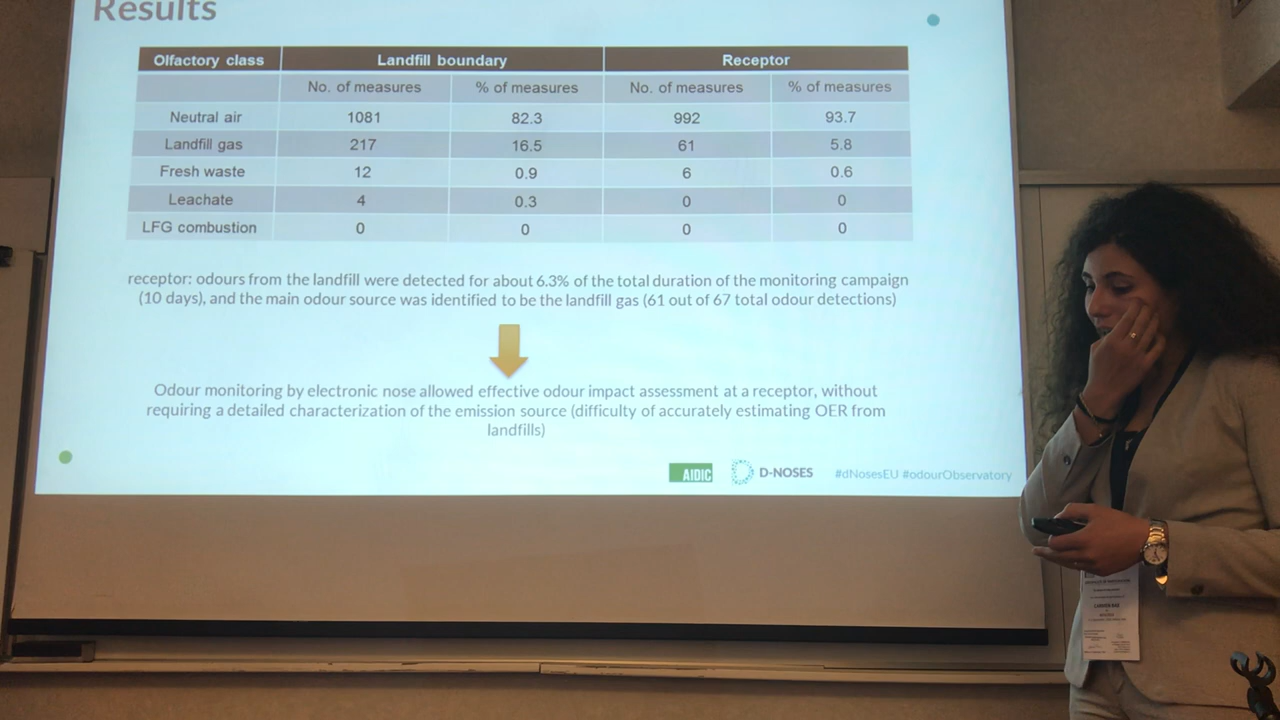 Results
Olfactory class Landfill boundary Receptor
No. of measures % of measures No. of measures % of measures
Neutral air 1081 82.3 992 93.7
Landfill gas 217 16.5 61 5.8
Fresh waste 12 0.9 6 0.6
Leachate 4 0.3 0 0
LFG combustion 0 0 0 0
receptor: odours from the landfill were detected for about 6.3% of the total duration of the monitoring campaign
(10 days), and the main odour source was identified to be the landfill gas (61 out of 67 total odour detections)
Odour monitoring by electronic nose allowed effective odour impact assessment at a receptor, without
requiring a detailed characterization of the emission source (difficulty of accurately estimating OER from
landfills)
AIDIC D-NOSES #dNosesEU #odourObservatory